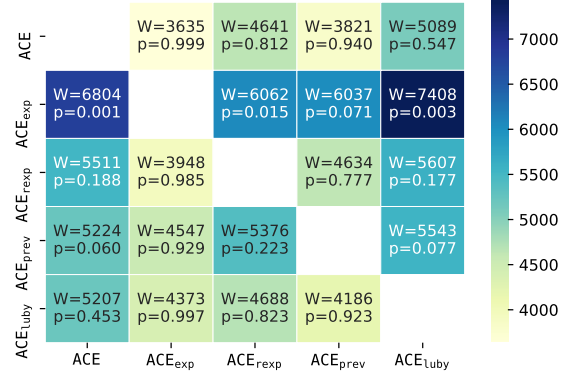 ACE
W=3635 W=4641 W=3821 W=5089
p=0.999 p=0.812 p=0.940 p=0.547
ACEexp
W=6804 W=6062 W=6037 W=7408
p=0.001 p=0.015 p=0.071 p=0.003
ACErexp
W=5511 W=3948 W=4634 W=5607
p=0.188 p=0.985 p=0.777 p=0.177
ACEprev
W=5224 W=4547 W=5376 W=5543
p=0.060 p=0.929 p=0.223 p=0.077
ACEluby
W=5207 W=4373 W=4688 W=4186
p=0.453 p=0.997 p=0.823 p=0.923
ACE ACEexp ACErexp ACEprev ACEluby
7000
6500
6000
5500
5000
4500
4000